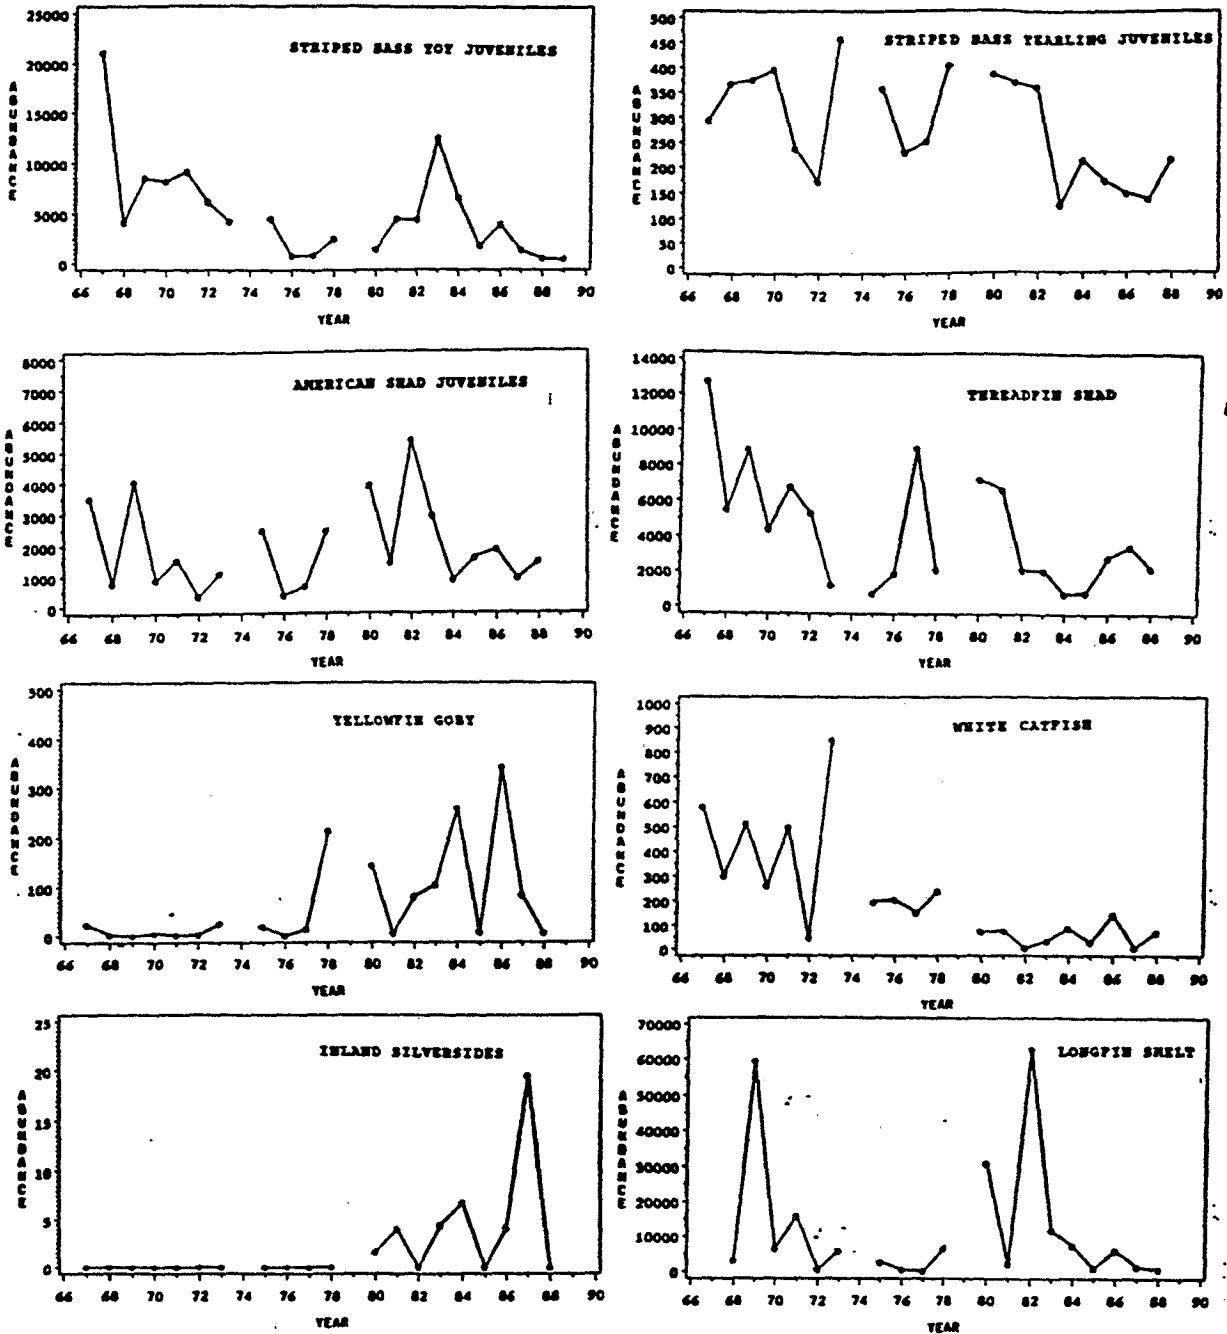 STRIPED BASS YOY JUVENILES
25000
20000
15000
10000
5000
0
ABUNDANCE
66 68 70 72 74 76 78 80 82 84 86 88 90
YEAR
STRIPED BASS YEARLING JUVENILES
500
450
400
350
300
250
200
150
100
50
0
ABUNDANCE
66 68 70 72 74 76 78 80 82 84 86 88 90
YEAR
AMERICAN SHAD JUVENILES
8000
7000
6000
5000
4000
3000
2000
1000
0
ABUNDANCE
66 68 70 72 74 76 78 80 82 84 86 88 90
YEAR
THREADFIN SHAD
14000
12000
10000
8000
6000
4000
2000
0
ABUNDANCE
66 68 70 72 74 76 78 80 82 84 86 88 90
YEAR
YELLOWFIN GOBY
500
400
300
200
100
0
ABUNDANCE
66 68 70 72 74 76 78 80 82 84 86 88 90
YEAR
WHITE CATFISH
1000
900
800
700
600
500
400
300
200
100
0
ABUNDANCE
66 68 70 72 74 76 78 80 82 84 86 88 90
YEAR
INLAND SILVERSIDES
25
20
15
10
5
0
ABUNDANCE
66 68 70 72 74 76 78 80 82 84 86 88 90
YEAR
LONGFIN SMELT
70000
60000
50000
40000
30000
20000
10000
0
ABUNDANCE
66 68 70 72 74 76 78 80 82 84 86 88 90
YEAR